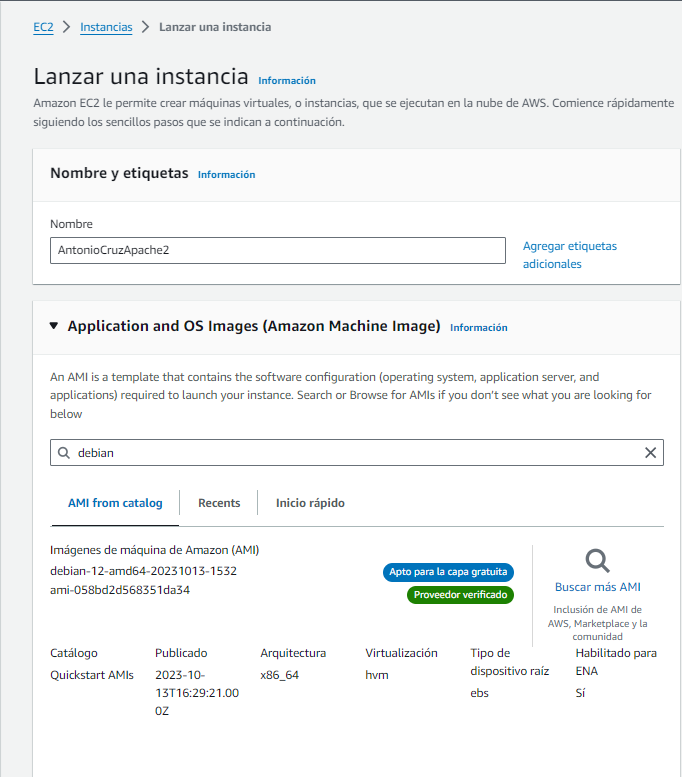 EC2 > Instancias > Lanzar una instancia
Lanzar una instancia Información
Amazon EC2 le permite crear máquinas virtuales, o instancias, que se ejecutan en la nube de AWS. Comience rápidamente
siguiendo los sencillos pasos que se indican a continuación.
Nombre y etiquetas Información
Nombre
AntonioCruzApache2
Agregar etiquetas
adicionales
Application and OS Images (Amazon Machine Image) Información
An AMI is a template that contains the software configuration (operating system, application server, and
applications) required to launch your instance. Search or Browse for AMIs if you don't see what you are looking for
below
debian
AMI from catalog Recents Inicio rápido
Imágenes de máquina de Amazon (AMI)
debian-12-amd64-20231013-1532
ami-058bd2d568351da34
Apto para la capa gratuita
Proveedor verificado
Buscar más AMI
Inclusión de AMI de
AWS, Marketplace y la
comunidad
Catálogo
Quickstart AMIs
Publicado
2023-10-
13T16:29:21.00
0Z
Arquitectura
x86_64
Virtualización
hvm
Tipo de
dispositivo raíz
ebs
Habilitado para
ENA
Sí